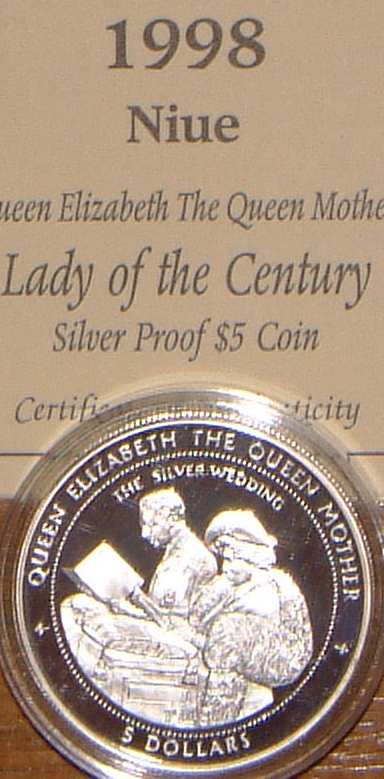 1998
Niue
ueen Elizabeth The Queen Mothe
Lady of the Century
Silver Proof $5 Coin
Certific ticity
QUEEN ELIZABETH THE QUEEN MOTHER
THE SILVER WEDDING
5 DOLLARS